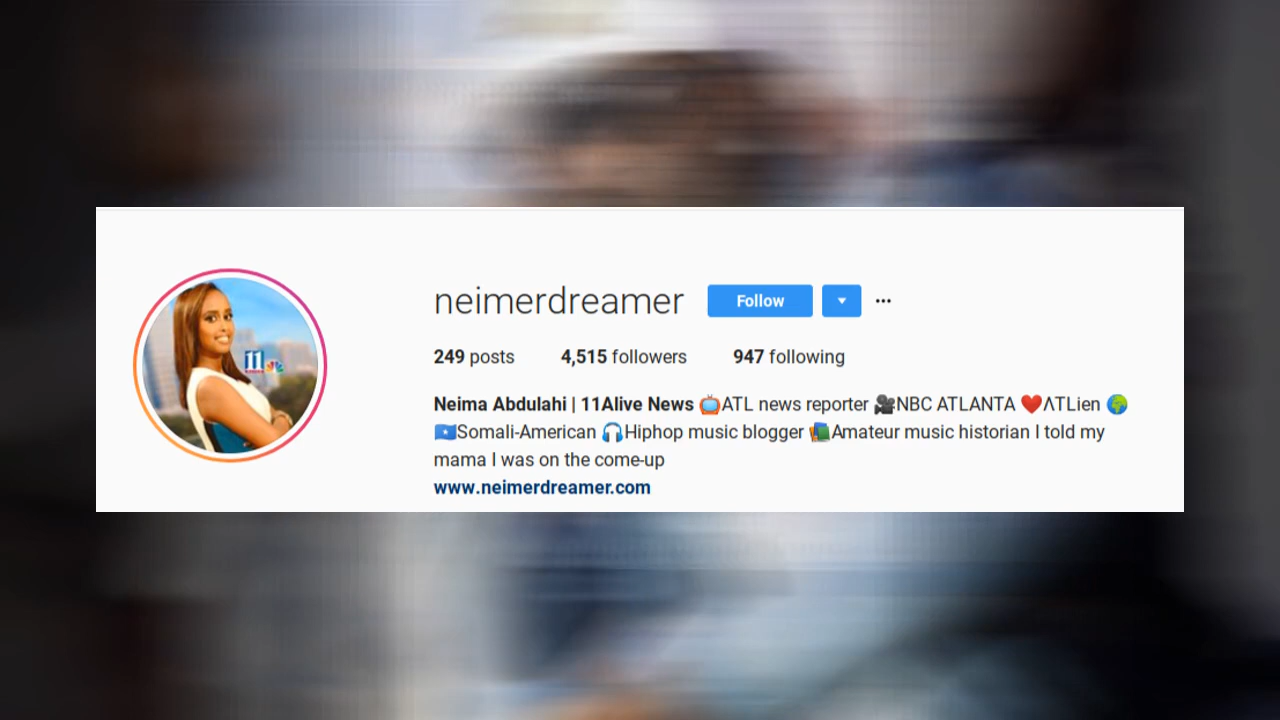 neimerdreamer Follow ...
249 posts 4,515 followers 947 following
Neima Abdulahi | 11Alive News 📺ATL news reporter 🎥NBC ATLANTA ❤️ΛTLien 🌍
🇸🇴Somali-American 🎧Hiphop music blogger 📚Amateur music historian I told my
mama I was on the come-up
www.neimerdreamer.com
11